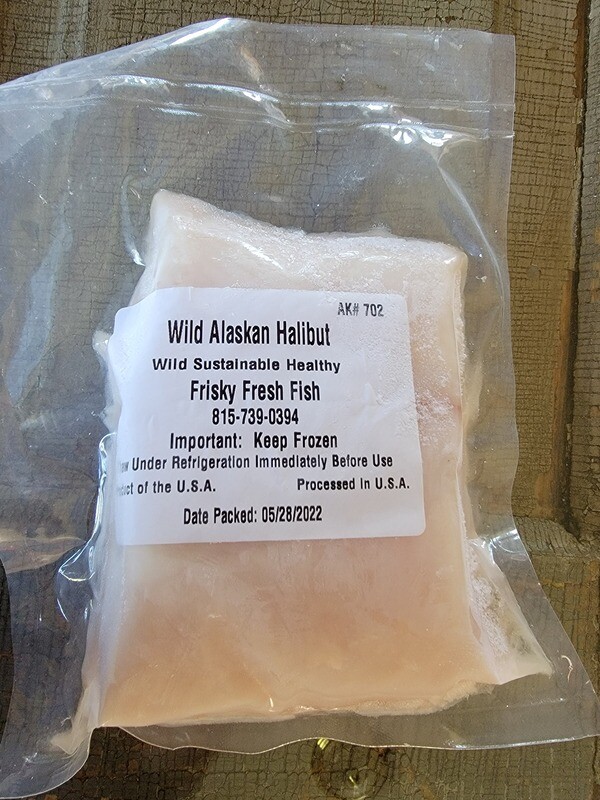 AK# 702
Wild Alaskan Halibut
Wild Sustainable Healthy
Frisky Fresh Fish
815-739-0394
Important: Keep Frozen
Under Refrigeration Immediately Before Use
of the U.S.A. Processed in U.S.A.
Date Packed: 05/28/2022